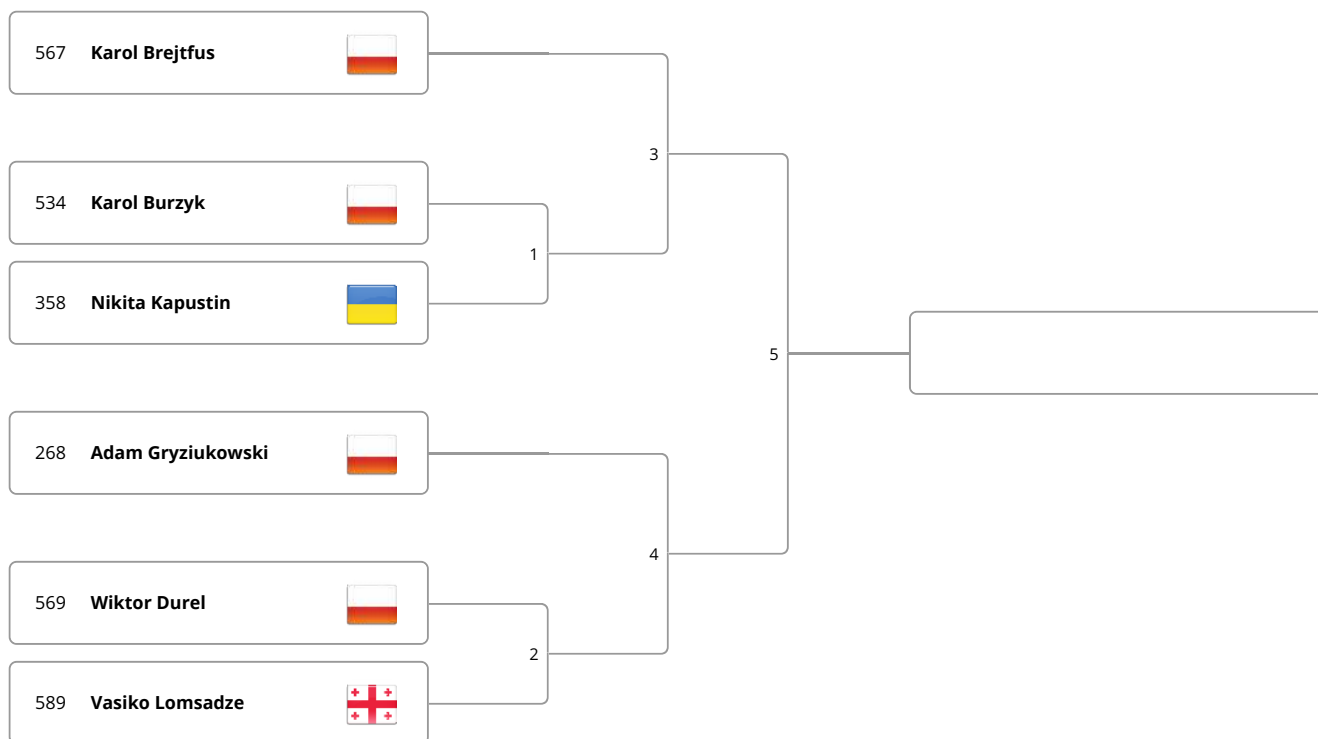 567 Karol Brejtfus
3
534 Karol Burzyk
1
358 Nikita Kapustin
5
268 Adam Gryziukowski
4
569 Wiktor Durel
2
589 Vasiko Lomsadze